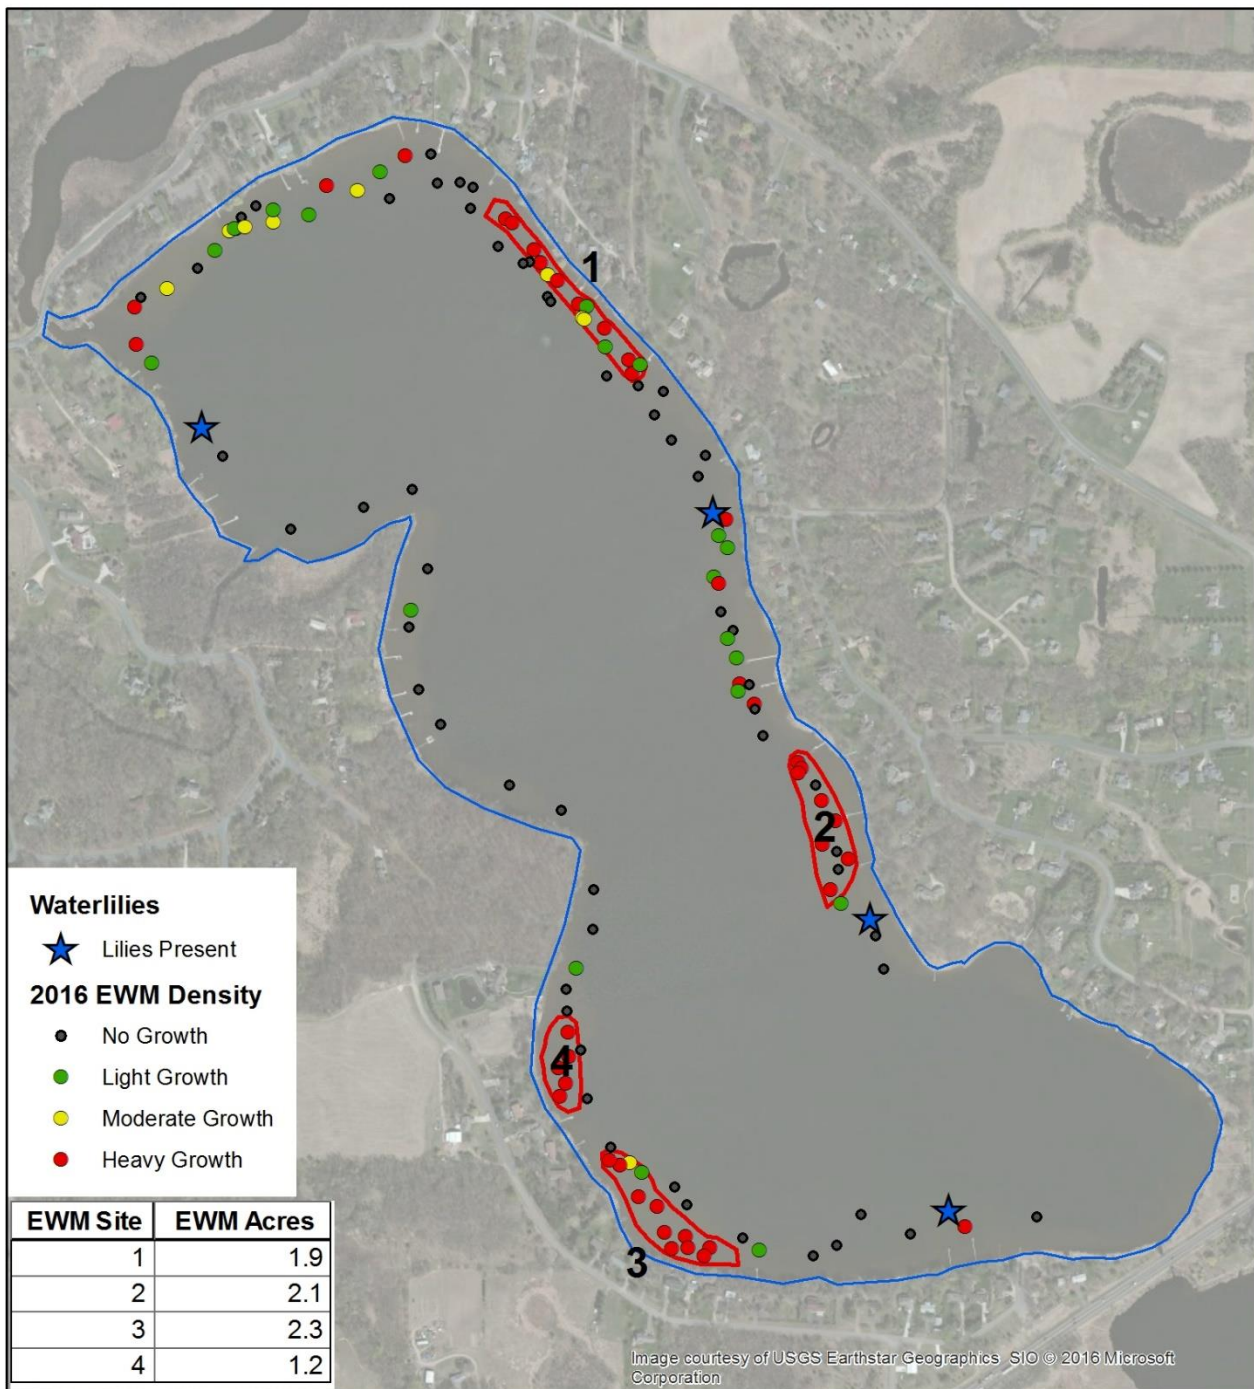 1
2
4
3
Waterlilies
Lilies Present
2016 EWM Density
No Growth
Light Growth
Moderate Growth
Heavy Growth
EWM Site EWM Acres
1 1.9
2 2.1
3 2.3
4 1.2
Image courtesy of USGS Earthstar Geographics SIO © 2016 Microsoft
Corporation